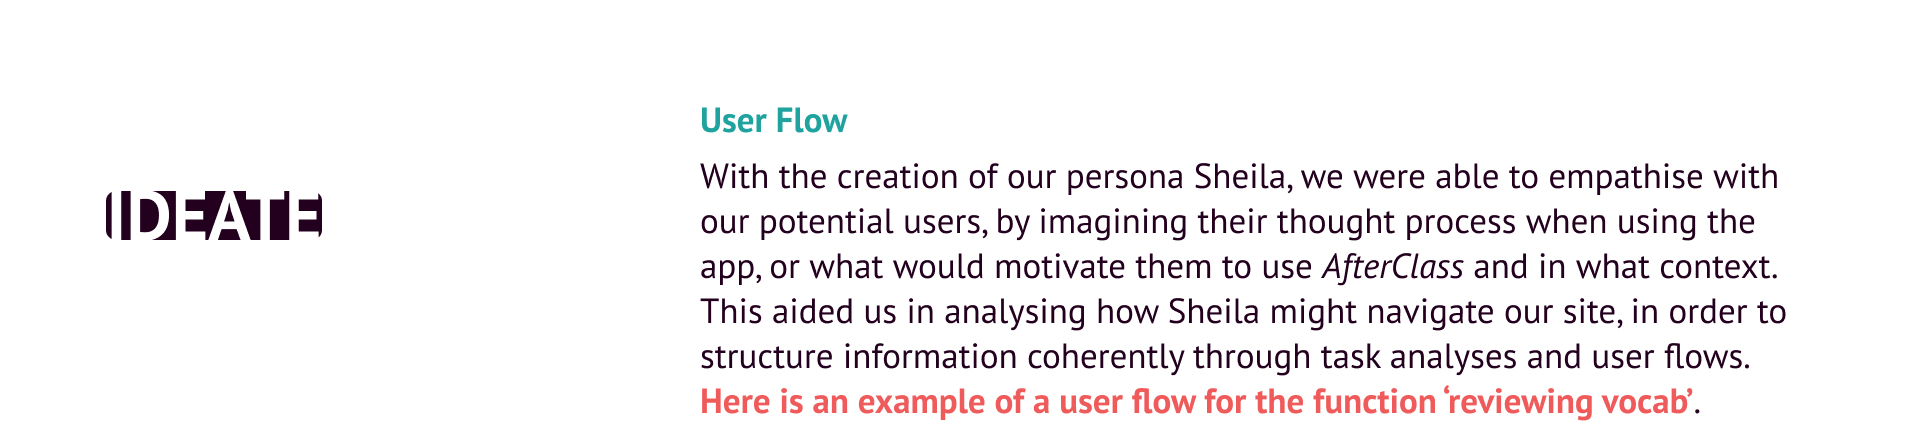 User Flow
IDEATE
With the creation of our persona Sheila, we were able to empathise with
our potential users, by imagining their thought process when using the
app, or what would motivate them to use AfterClass and in what context.
This aided us in analysing how Sheila might navigate our site, in order to
structure information coherently through task analyses and user flows.
Here is an example of a user flow for the function ‘reviewing vocab’.